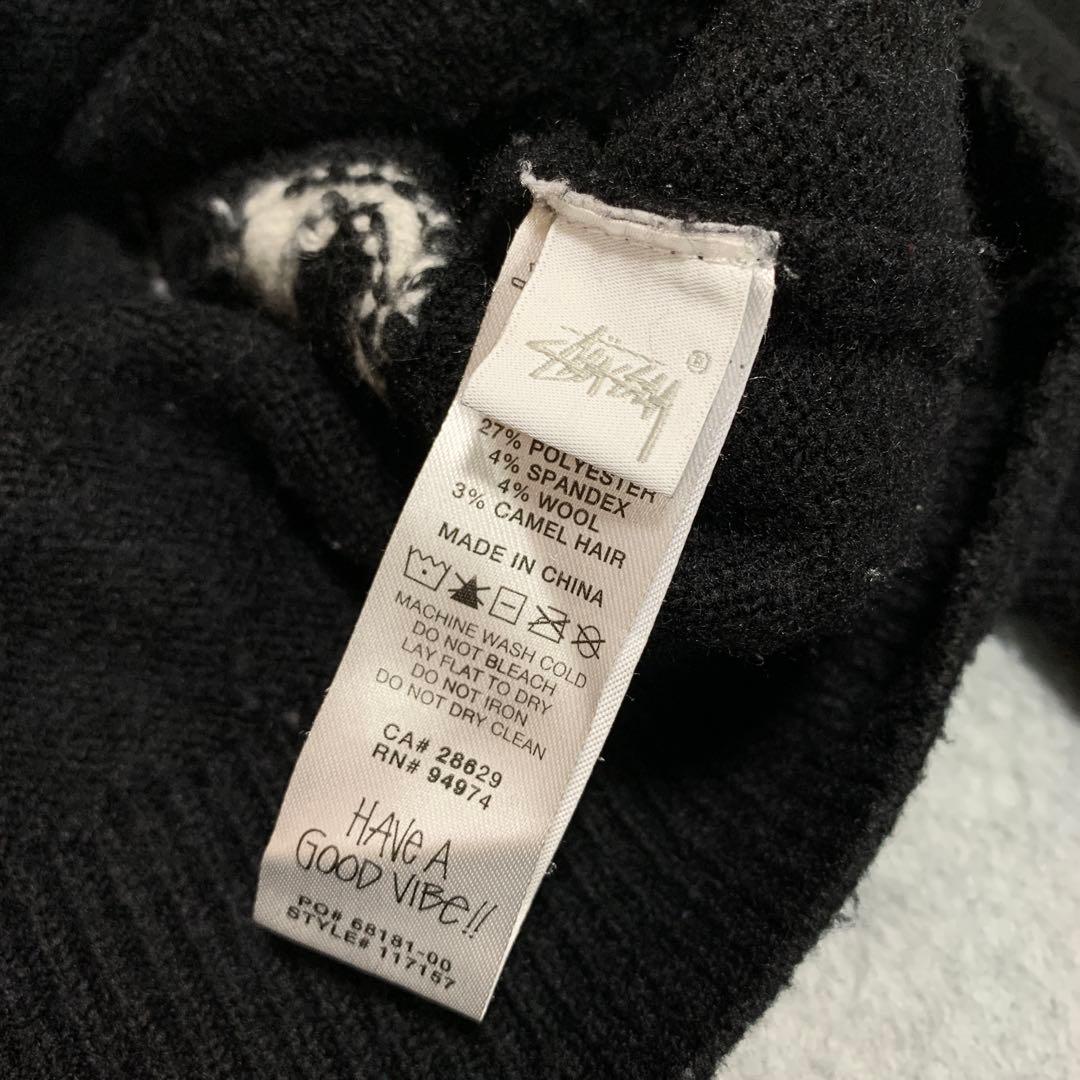 Stüssy ®
27% POLYESTER
4% SPANDEX
4% WOOL
3% CAMEL HAIR
MADE IN CHINA
MACHINE WASH COLD
DO NOT BLEACH
LAY FLAT TO DRY
DO NOT IRON
DO NOT DRY CLEAN
CA# 28629
RN# 94974
HAVE A
GOOD VIBE!!
PO# 68181-00
STYLE# 117157